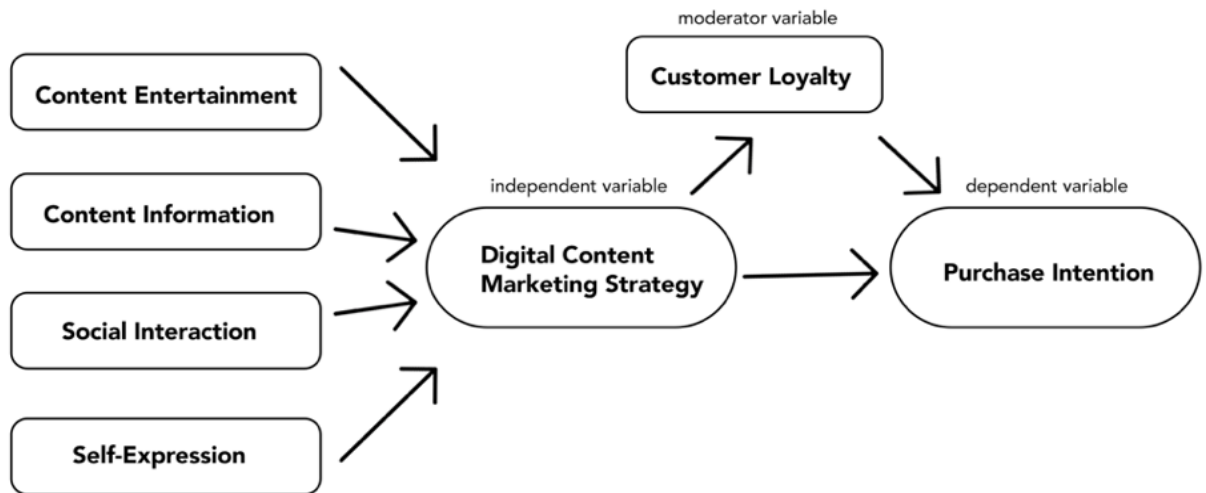 moderator variable
Customer Loyalty
Content Entertainment
Content Information
independent variable
Digital Content
Marketing Strategy
dependent variable
Purchase Intention
Social Interaction
Self-Expression